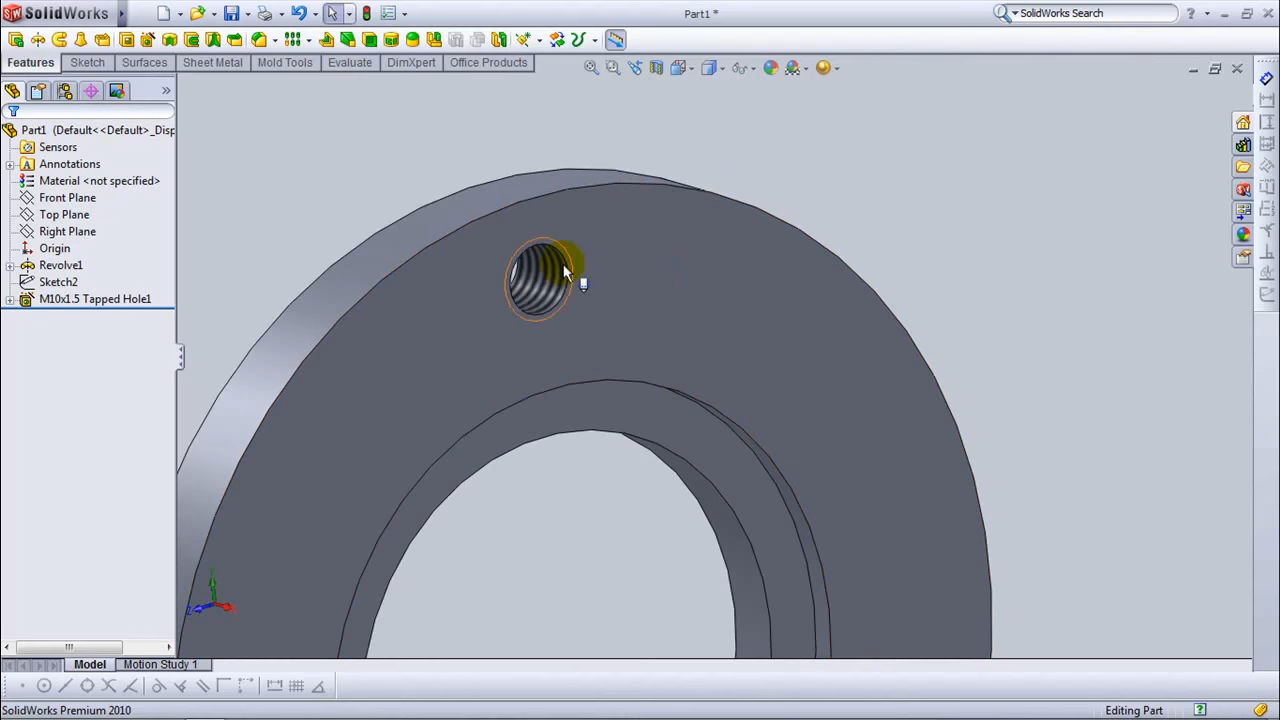 SolidWorks
Part1 *
SolidWorks Search
Features Sketch Surfaces Sheet Metal Mold Tools Evaluate DimXpert Office Products
Part1 (Default<<Default>_Disp
Sensors
Annotations
Material <not specified>
Front Plane
Top Plane
Right Plane
Origin
Revolve1
Sketch2
M10x1.5 Tapped Hole1
Model Motion Study 1
SolidWorks Premium 2010 Editing Part